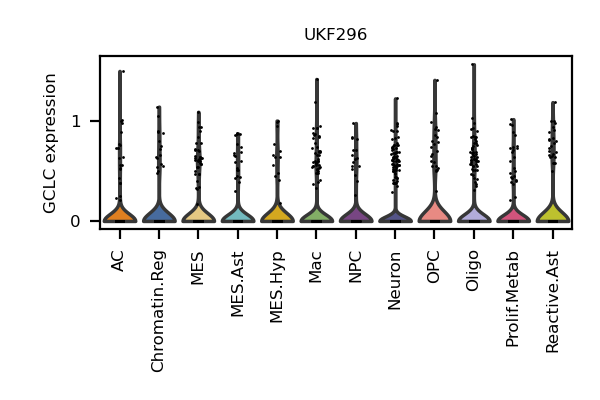 UKF296
GCLC expression
1
0
AC
Chromatin.Reg
MES
MES.Ast
MES.Hyp
Mac
NPC
Neuron
OPC
Oligo
Prolif.Metab
Reactive.Ast